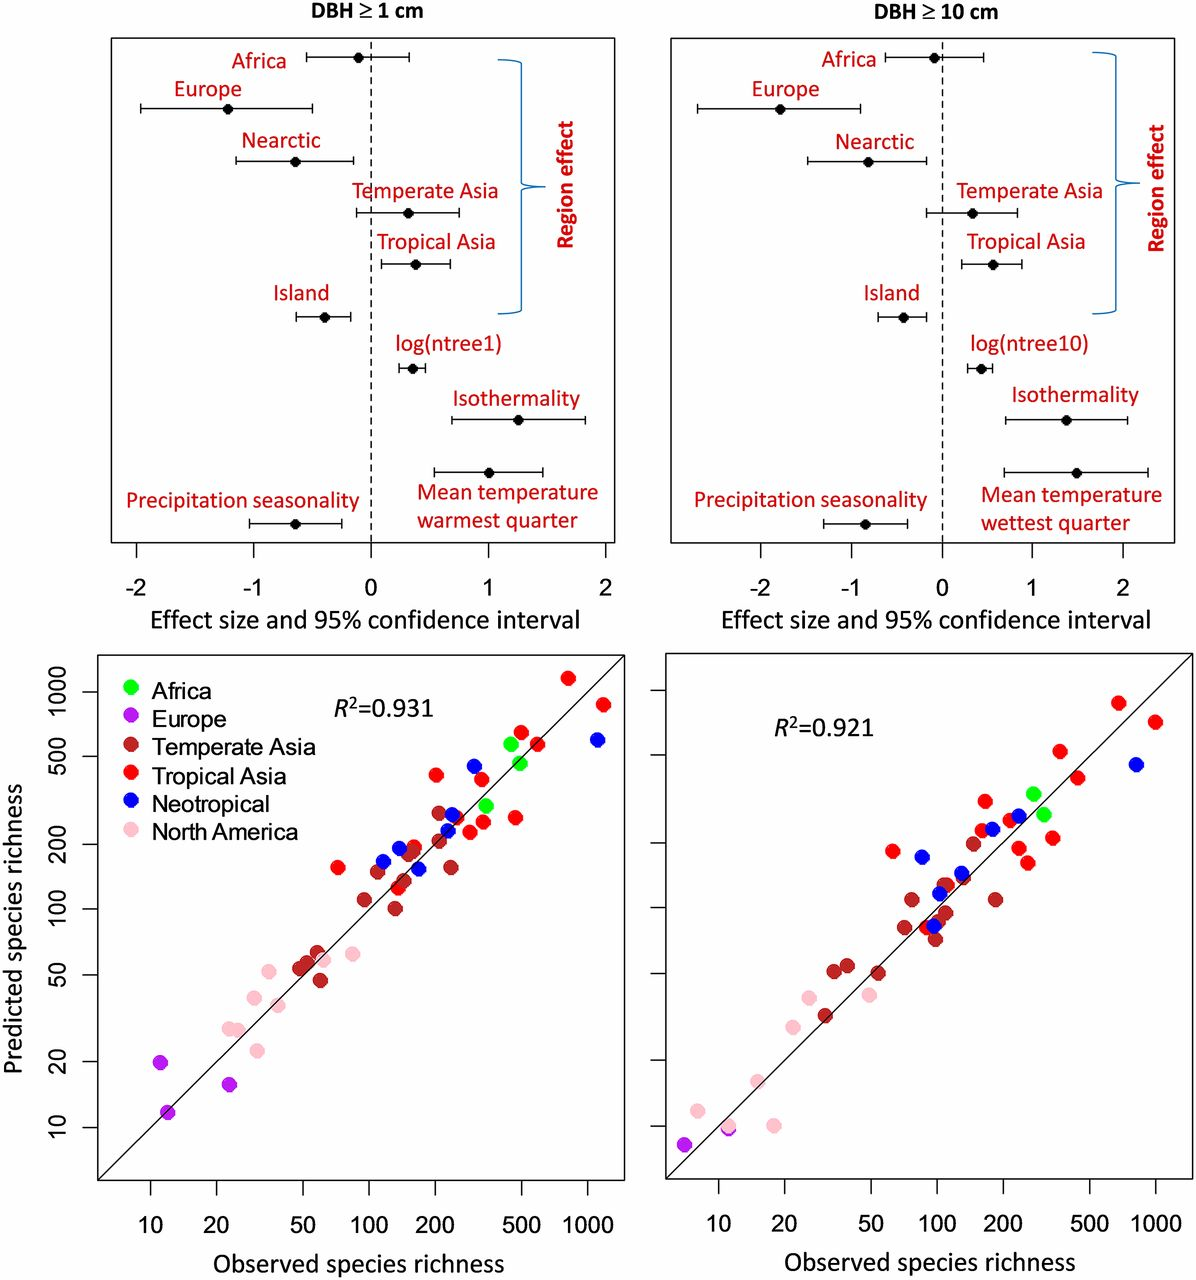 DBH ≥ 1 cm
Africa
Europe
Nearctic
Temperate Asia
Tropical Asia
Island
Region effect
log(ntree1)
Isothermality
Mean temperature
warmest quarter
Precipitation seasonality
-2 -1 0 1 2
Effect size and 95% confidence interval
DBH ≥ 10 cm
Africa
Europe
Nearctic
Temperate Asia
Tropical Asia
Island
Region effect
log(ntree10)
Isothermality
Mean temperature
wettest quarter
Precipitation seasonality
-2 -1 0 1 2
Effect size and 95% confidence interval
Africa
Europe
Temperate Asia
Tropical Asia
Neotropical
North America
R²=0.931
Predicted species richness
1000
500
200
100
50
20
10
10 20 50 100 200 500 1000
Observed species richness
R²=0.921
10 20 50 100 200 500 1000
Observed species richness